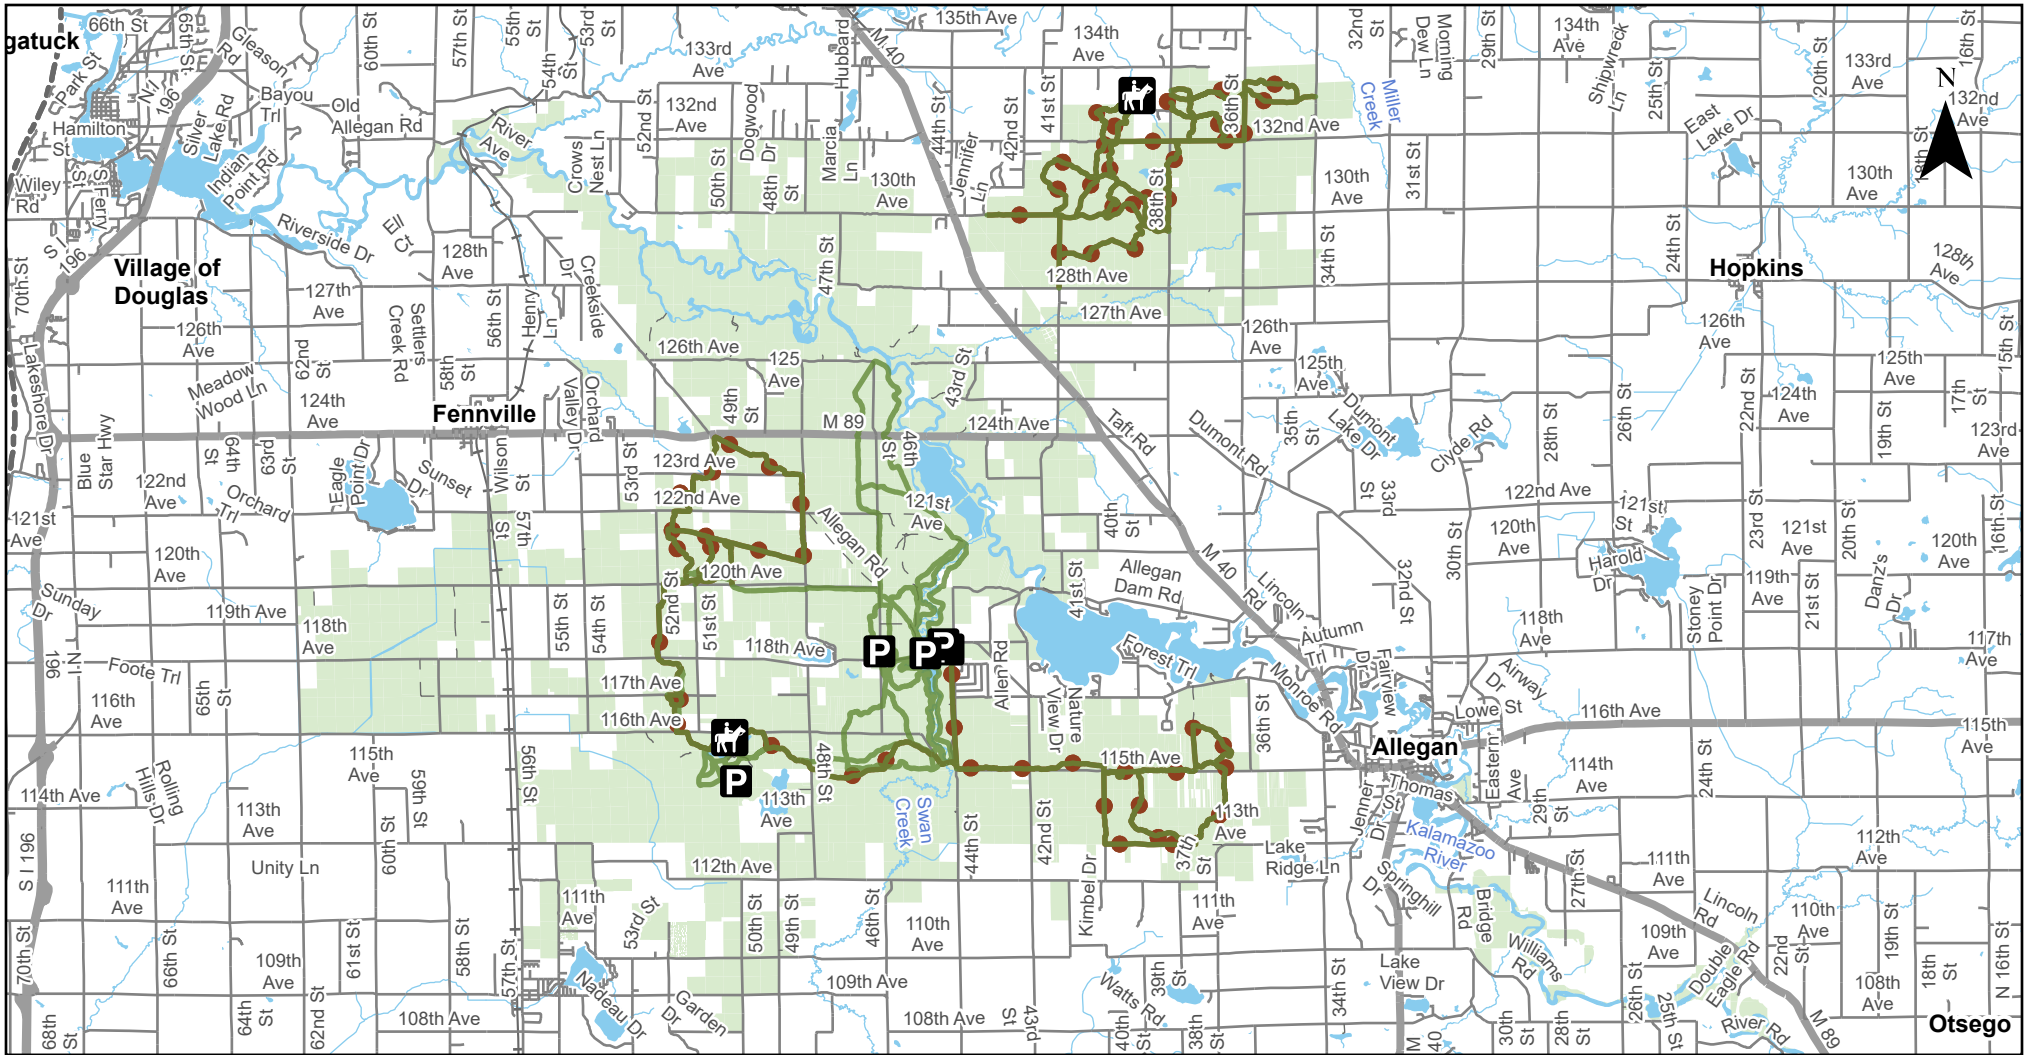 66th St
65th St
Gleason
Rd
60th St
57th St
55th
St
53rd
St
54th
St
133rd
Ave
Hubbard
M 40
135th Ave
134th
Ave
32nd
St
Morning
Dew Ln
29th St
134th
Ave
Shipwreck
Ln
25th St
20th St
133rd
Ave
16th St
N
132nd
Ave
gatuck
Park St
N I
196
Bayou
Trl
Old
Allegan Rd
Hamilton
St
Silver
Lake Rd
Indian
Point Rd
Wiley
Rd
St
S Ferry
River
Ave
Crows
Nest Ln
52nd St
132nd
Ave
Dogwood
Dr
50th St
48th
St
Marcia
Ln
130th
Ave
44th St
Jennifer
Ln
42nd St
41st St
36th St
132nd Ave
38th St
Miller
Creek
130th
Ave
31st St
East
Lake Dr
130th
Ave
18th St
S I
196
Riverside Dr
Ell
Ct
128th
Ave
Village of
Douglas
70th St
Creekside
Dr
47th St
128th Ave
34th St
24th St
Hopkins
128th
Ave
127th
Ave
126th
Ave
62nd
St
Settlers
Creek Rd
56th St
Henry
Ln
58th
St
126th Ave
125
Ave
127th Ave
126th
Ave
125th
Ave
126th
Ave
125th
Ave
15th St
Lakeshore Dr
Meadow
Wood Ln
124th
Ave
Fennville
Orchard
Valley Dr
49th
St
M 89
43rd St
124th Ave
Taft Rd
Dumont Rd
35th
St
Dumont
Lake Dr
Clyde Rd
28th St
26th St
22nd St
124th
Ave
19th St
17th
St
123rd
Ave
Blue
Star Hwy
64th
St
63rd
St
Eagle
Point Dr
Sunset
Dr
Wilson
St
53rd St
123rd Ave
122nd Ave
46th
St
121st
Ave
122nd
Ave
Orchard
Trl
121st
Ave
120th
Ave
57th
St
Allegan Rd
40th
St
33rd
St
122nd Ave
120th
Ave
30th St
121st
St
23rd St
121st
Ave
20th St
16th St
120th
Ave
M 40
Sunday
Dr
119th Ave
118th
Ave
55th St
54th St
52nd St
51st St
120th Ave
118th Ave
41st St
Allegan
Dam Rd
Lincoln
Rd
32nd St
118th
Ave
Harold
Dr
Stoney
Point Dr
119th
Ave
21st St
Danz's
Dr
117th
Ave
N I
196
Foote Trl
116th
Ave
65th
St
117th Ave
116th Ave
P
P
P
Allen Rd
Nature
View Dr
Forest Trl
Autumn
Trl
Monroe Rd
Fairview
Dr
Airway
Dr
Lowe St
116th Ave
115th
Ave
36th St
115th Ave
Allegan
Rolling
Hills Dr
114th Ave
113th
Ave
115th
Ave
59th St
60th St
56th St
P
113th
Ave
48th St
Swan
Creek
44th St
42nd St
113th
Ave
37th
St
Jenner
Dr
Thomas
St
Eastern
Ave
29th
St
114th
Ave
24th St
Kalamazoo
River
112th
Ave
S I 196
Unity Ln
111th
Ave
112th Ave
Kimbel Dr
Lake
Ridge Ln
Springhill
Dr
27th St
111th
Ave
Lincoln
Rd
111th
Ave
53rd St
50th St
49th St
46th St
110th
Ave
111th
Ave
Bridge
Rd
Williams
Rd
109th
Ave
110th
Ave
19th St
70th St
66th St
109th
Ave
61st St
58th St
57th St
Nadeau Dr
Garden
Dr
109th Ave
Watts Rd
39th
St
34th St
Lake
View Dr
26th St
25th St
Double
Eagle Rd
22nd
St
108th
Ave
18th
St
N 16th St
68th
St
64th
St
62nd St
108th Ave
108th Ave
43rd
St
40th
St
38th
St
M
40
30th
St
28th
St
River Rd
M 89
Otsego